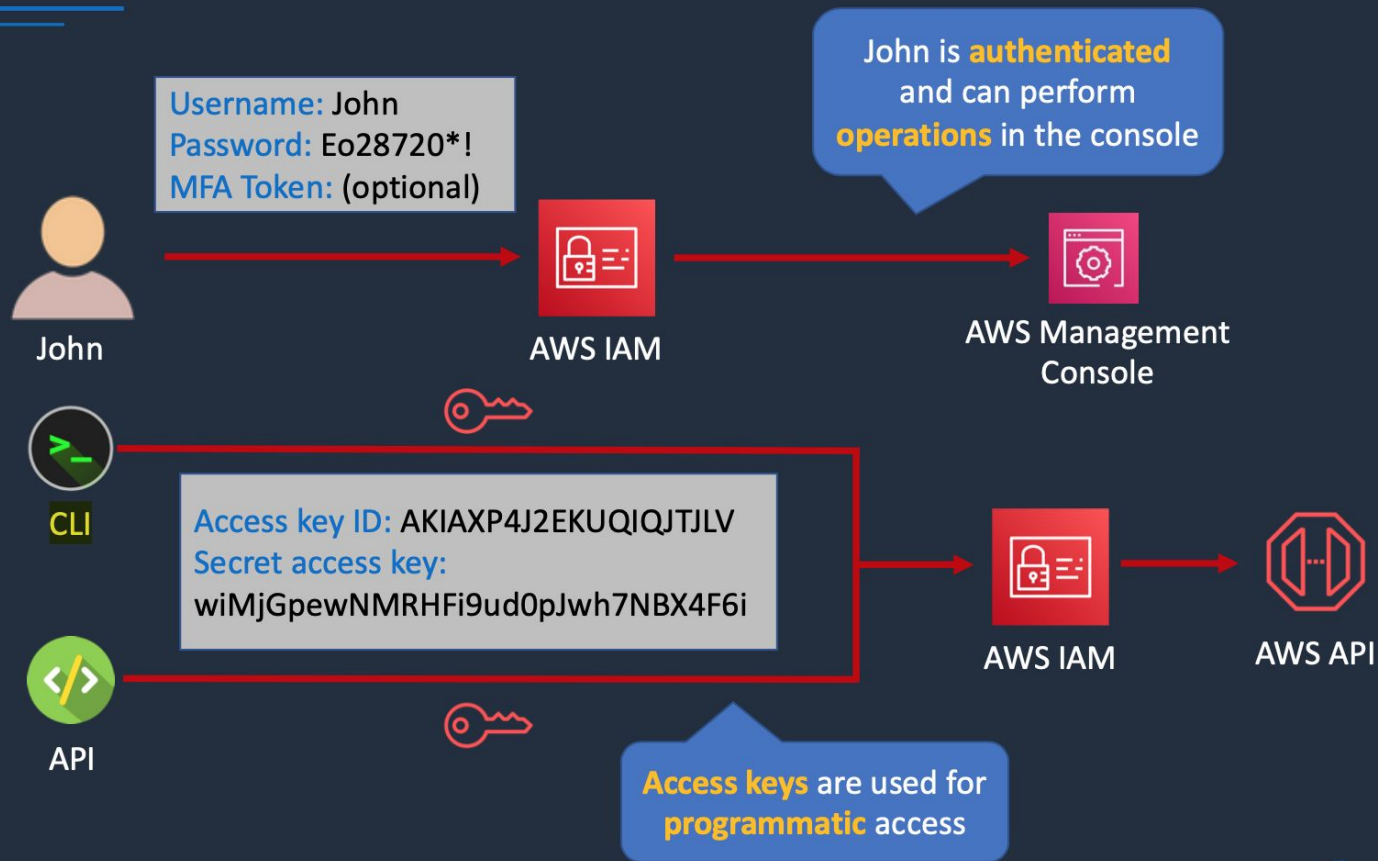 John is authenticated
and can perform
operations in the console
Username: John
Password: Eo28720*!
MFA Token: (optional)
John
AWS IAM
AWS Management
Console
>_
CLI
Access key ID: AKIAXP4J2EKUQIQJTJLV
Secret access key:
wiMjGpewNMRHFi9ud0pJwh7NBX4F6i
AWS IAM
AWS API
</>
API
Access keys are used for
programmatic access